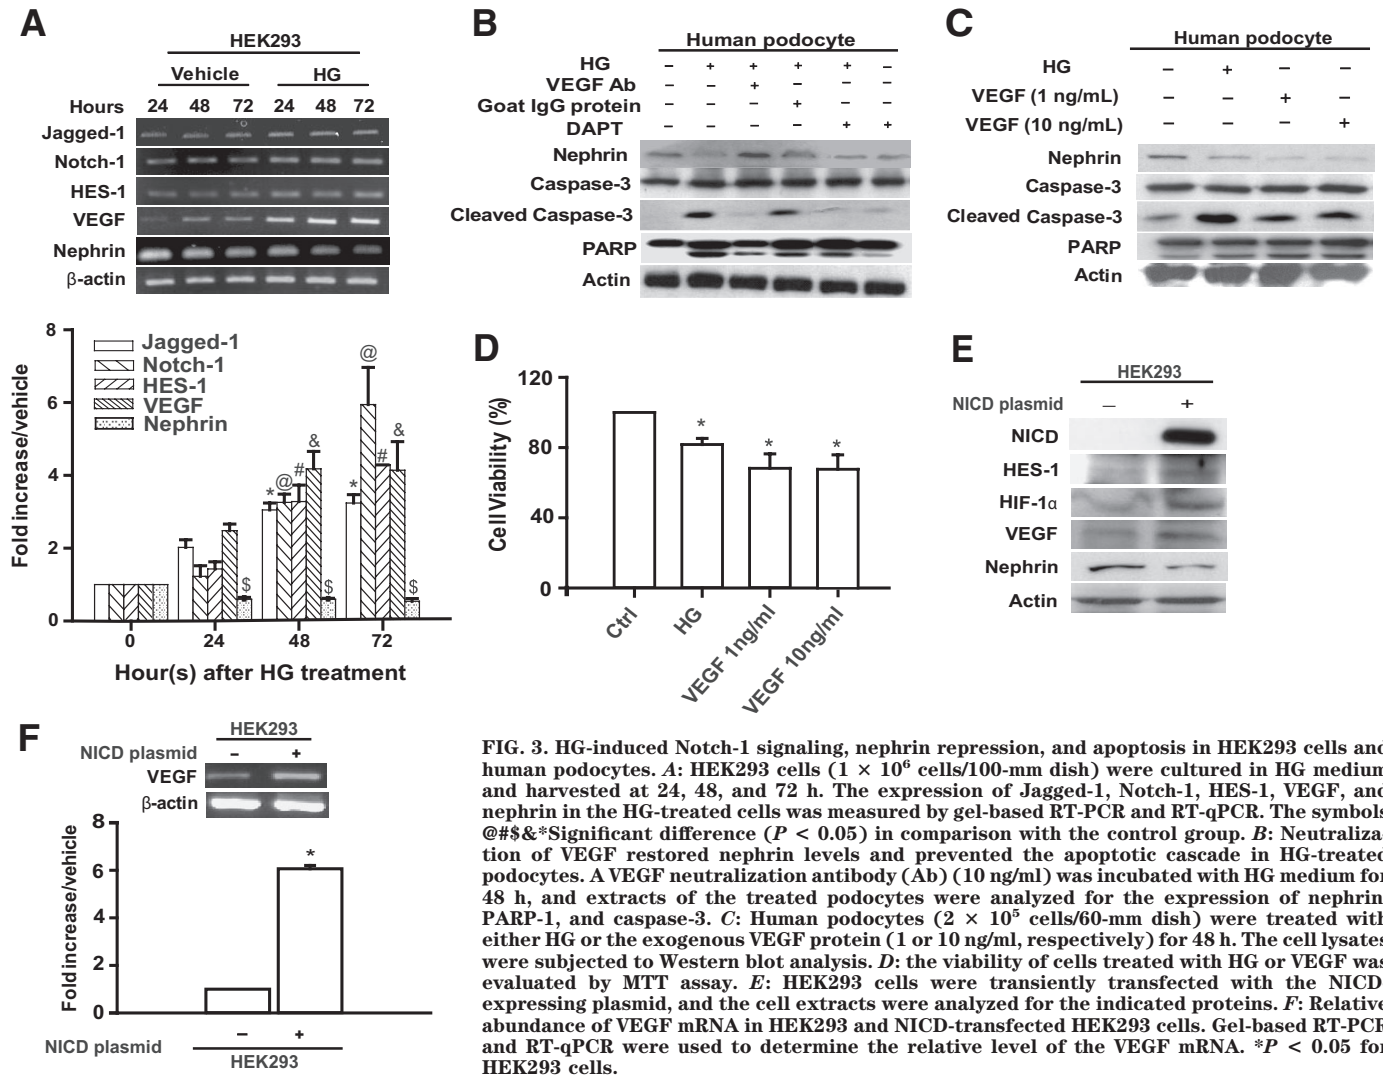 A
HEK293
Vehicle HG
Hours 24 48 72 24 48 72
Jagged-1
Notch-1
HES-1
VEGF
Nephrin
β-actin
8
6
4
2
0
Fold increase/vehicle
Jagged-1
Notch-1
HES-1
VEGF
Nephrin
$ * @ # & $ * @ # & $
0 24 48 72
Hour(s) after HG treatment
B
Human podocyte
HG – + + + + –
VEGF Ab – – + – – –
Goat IgG protein – – – + – –
DAPT – – – – + +
Nephrin
Caspase-3
Cleaved Caspase-3
PARP
Actin
C
Human podocyte
HG – + – –
VEGF (1 ng/mL) – – + –
VEGF (10 ng/mL) – – – +
Nephrin
Caspase-3
Cleaved Caspase-3
PARP
Actin
D
120
80
40
0
Cell Viability (%)
* * *
Ctrl
HG
VEGF 1ng/ml
VEGF 10ng/ml
E
HEK293
NICD plasmid – +
NICD
HES-1
HIF-1α
VEGF
Nephrin
Actin
F
HEK293
NICD plasmid – +
VEGF
β-actin
8
6
4
2
0
Fold increase/vehicle
*
– +
NICD plasmid
HEK293
FIG. 3. HG-induced Notch-1 signaling, nephrin repression, and apoptosis in HEK293 cells and
human podocytes. A: HEK293 cells (1 × 10⁶ cells/100-mm dish) were cultured in HG medium
and harvested at 24, 48, and 72 h. The expression of Jagged-1, Notch-1, HES-1, VEGF, and
nephrin in the HG-treated cells was measured by gel-based RT-PCR and RT-qPCR. The symbols
@#$&*Significant difference (P < 0.05) in comparison with the control group. B: Neutraliza-
tion of VEGF restored nephrin levels and prevented the apoptotic cascade in HG-treated
podocytes. A VEGF neutralization antibody (Ab) (10 ng/ml) was incubated with HG medium for
48 h, and extracts of the treated podocytes were analyzed for the expression of nephrin
PARP-1, and caspase-3. C: Human podocytes (2 × 10⁵ cells/60-mm dish) were treated with
either HG or the exogenous VEGF protein (1 or 10 ng/ml, respectively) for 48 h. The cell lysates
were subjected to Western blot analysis. D: the viability of cells treated with HG or VEGF was
evaluated by MTT assay. E: HEK293 cells were transiently transfected with the NICD
expressing plasmid, and the cell extracts were analyzed for the indicated proteins. F: Relative
abundance of VEGF mRNA in HEK293 and NICD-transfected HEK293 cells. Gel-based RT-PCR
and RT-qPCR were used to determine the relative level of the VEGF mRNA. *P < 0.05 for
HEK293 cells.